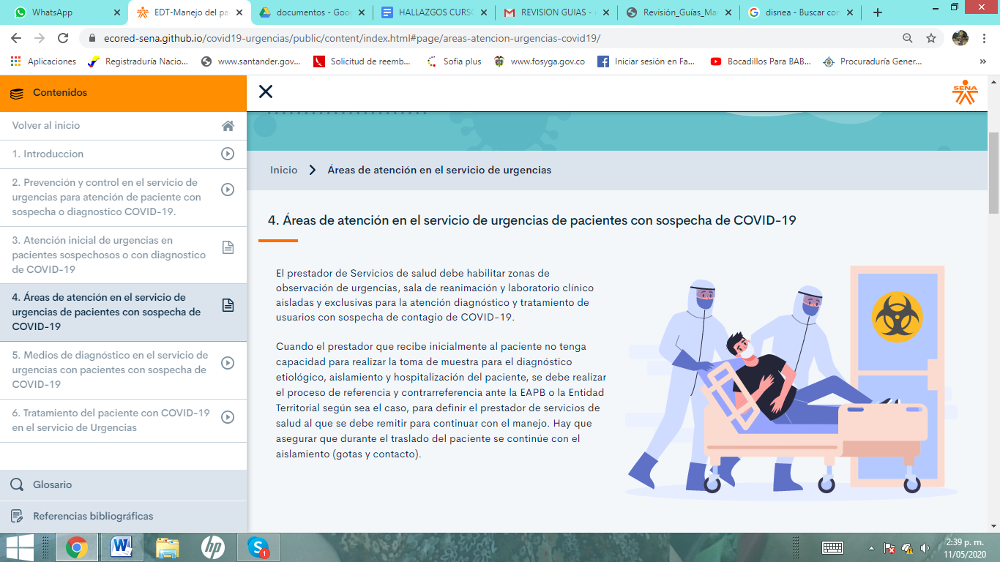 WhatsApp
EDT-Manejo del pa
documentos - Goog
HALLAZGOS CURSO
REVISION GUIAS - r
Revisión_Guías_Ma
disnea - Buscar con
ecored-sena.github.io/covid19-urgencias/public/content/index.html#page/areas-atencion-urgencias-covid19/
Aplicaciones
Registraduría Nacio...
www.santander.gov...
Solicitud de reemb...
Sofia plus
www.fosyga.gov.co
Iniciar sesión en Fa...
Bocadillos Para BAB...
Procuraduría Gener...
»
Contenidos
Volver al inicio
1. Introduccion
2. Prevención y control en el servicio de
urgencias para atención de paciente con
sospecha o diagnostico COVID-19.
3. Atención inicial de urgencias en
pacientes sospechosos o con diagnostico
de COVID-19
4. Áreas de atención en el servicio de
urgencias de pacientes con sospecha de
COVID-19
5. Medios de diagnóstico en el servicio de
urgencias con pacientes con sospecha de
COVID-19
6. Tratamiento del paciente con COVID-19
en el servicio de Urgencias
Glosario
Referencias bibliográficas
SENA
Inicio
Áreas de atención en el servicio de urgencias
4. Áreas de atención en el servicio de urgencias de pacientes con sospecha de COVID-19
El prestador de Servicios de salud debe habilitar zonas de
observación de urgencias, sala de reanimación y laboratorio clínico
aisladas y exclusivas para la atención diagnóstico y tratamiento de
usuarios con sospecha de contagio de COVID-19.
Cuando el prestador que recibe inicialmente al paciente no tenga
capacidad para realizar la toma de muestra para el diagnóstico
etiológico, aislamiento y hospitalización del paciente, se debe realizar
el proceso de referencia y contrarreferencia ante la EAPB o la Entidad
Territorial según sea el caso, para definir el prestador de servicios de
salud al que se debe remitir para continuar con el manejo. Hay que
asegurar que durante el traslado del paciente se continúe con el
aislamiento (gotas y contacto).
hp
1
2:39 p. m.
11/05/2020